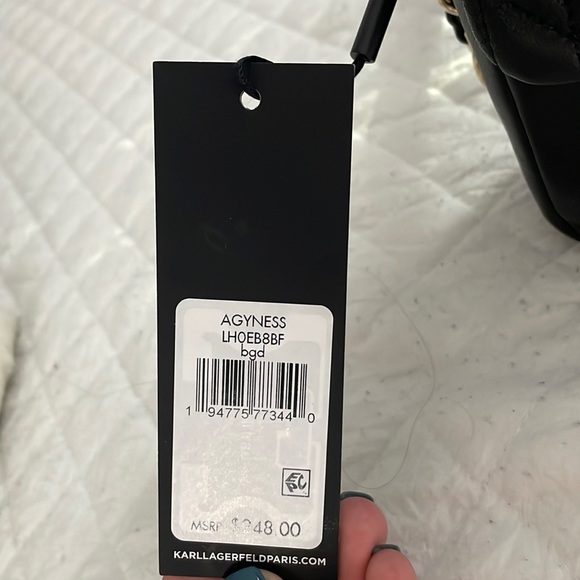 AGYNESS
LH0EB8BF
bgd
1 94775 77344 0
MSRP
KARLLAGERFELDPARIS.COM